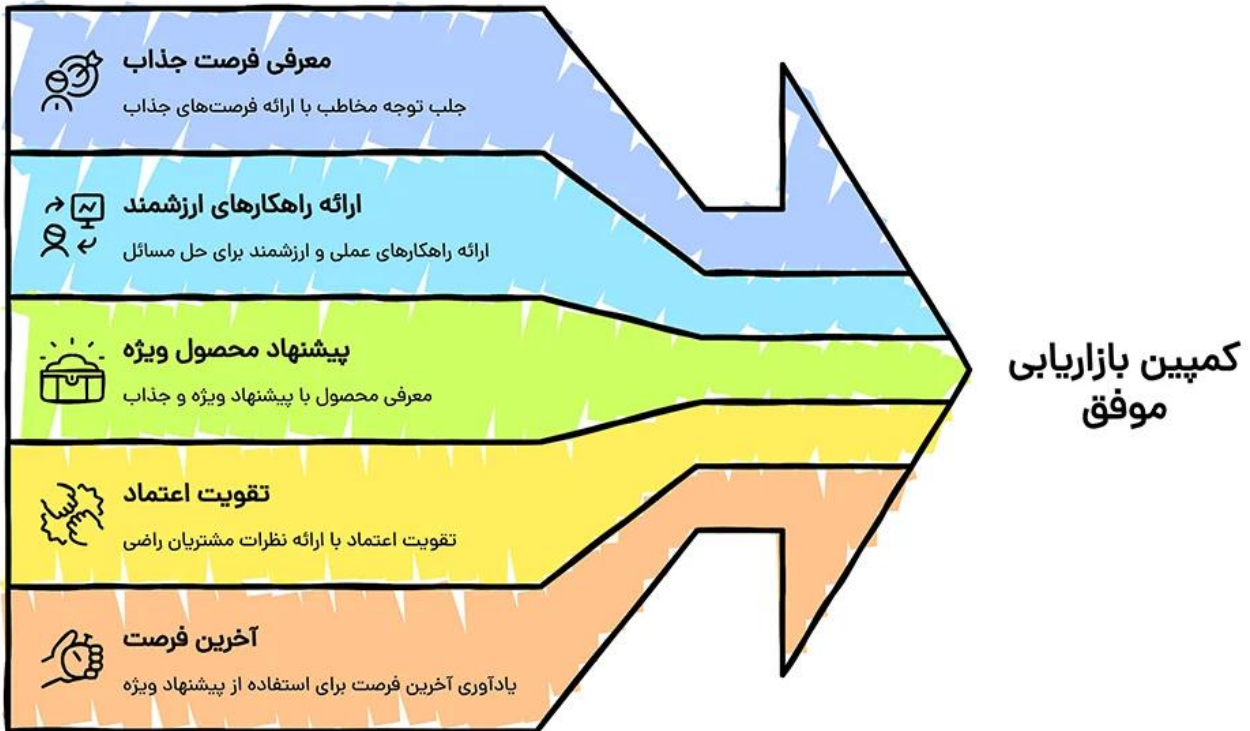 معرفی فرصت جذاب
جلب توجه مخاطب با ارائه فرصت‌های جذاب
ارائه راهکارهای ارزشمند
ارائه راهکارهای عملی و ارزشمند برای حل مسائل
پیشنهاد محصول ویژه
معرفی محصول با پیشنهاد ویژه و جذاب
تقویت اعتماد
تقویت اعتماد با ارائه نظرات مشتریان راضی
آخرین فرصت
یادآوری آخرین فرصت برای استفاده از پیشنهاد ویژه
کمپین بازاریابی
موفق